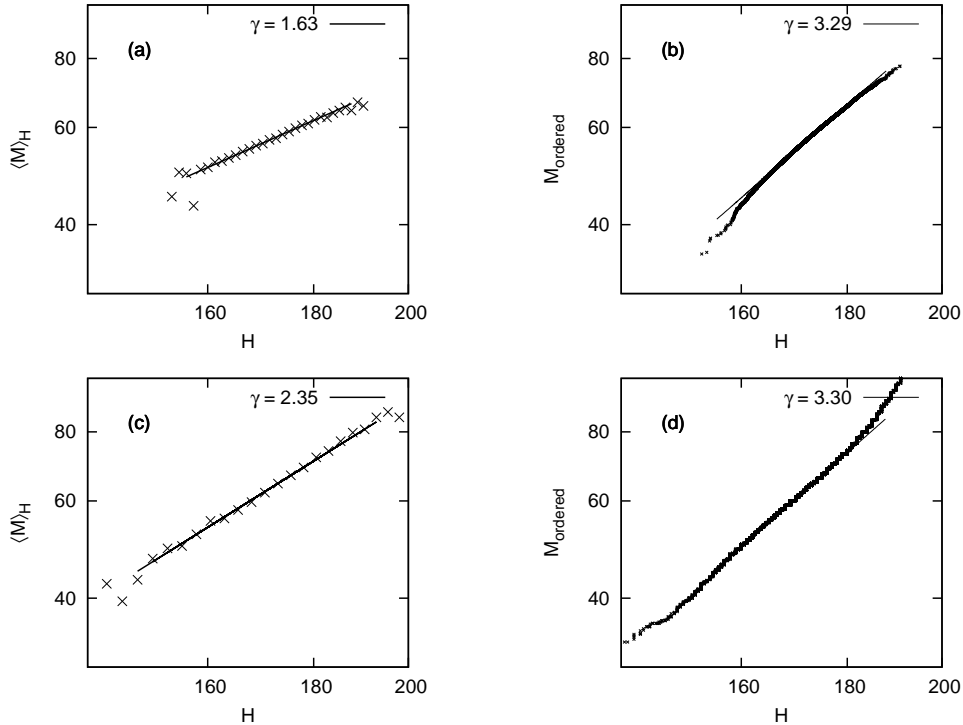 (a)
γ = 1.63
80
60
40
⟨M⟩H
160
180
200
H
(b)
γ = 3.29
80
60
40
Mordered
160
180
200
H
(c)
γ = 2.35
80
60
40
⟨M⟩H
160
180
200
H
(d)
γ = 3.30
80
60
40
Mordered
160
180
200
H